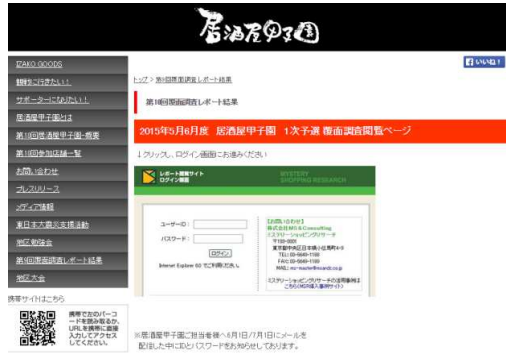 居酒屋甲子園
いいね!
IZAKO GOODS
観戦に行きたい!
サポーターになりたい!
居酒屋甲子園とは
第10回居酒屋甲子園-概要
第10回参加店舗一覧
お問い合わせ
プレスリリース
メディア情報
東日本大震災支援活動
地区勉強会
第9回覆面調査レポート結果
地区大会
携帯サイトはこちら
携帯で左のバーコ
ードを読み取るか、
URLを携帯に直接
入力してアクセス
してください。
トップ > 第10回覆面調査レポート結果
第10回覆面調査レポート結果
2015年5月6月度 居酒屋甲子園 1次予選 覆面調査閲覧ページ
↓クリックし、ログイン画面にお進みください
レポート閲覧サイト
ログイン画面
MYSTERY
SHOPPING RESEARCH
ユーザーID:
パスワード:
ログイン
【お問い合わせ】
株式会社MS & Consulting
ミステリーショッピングリサーチ
※居酒屋甲子園ご担当者様へ4月1日/7月1日にメールを
配信した中にIDとパスワードをお知らせしております。